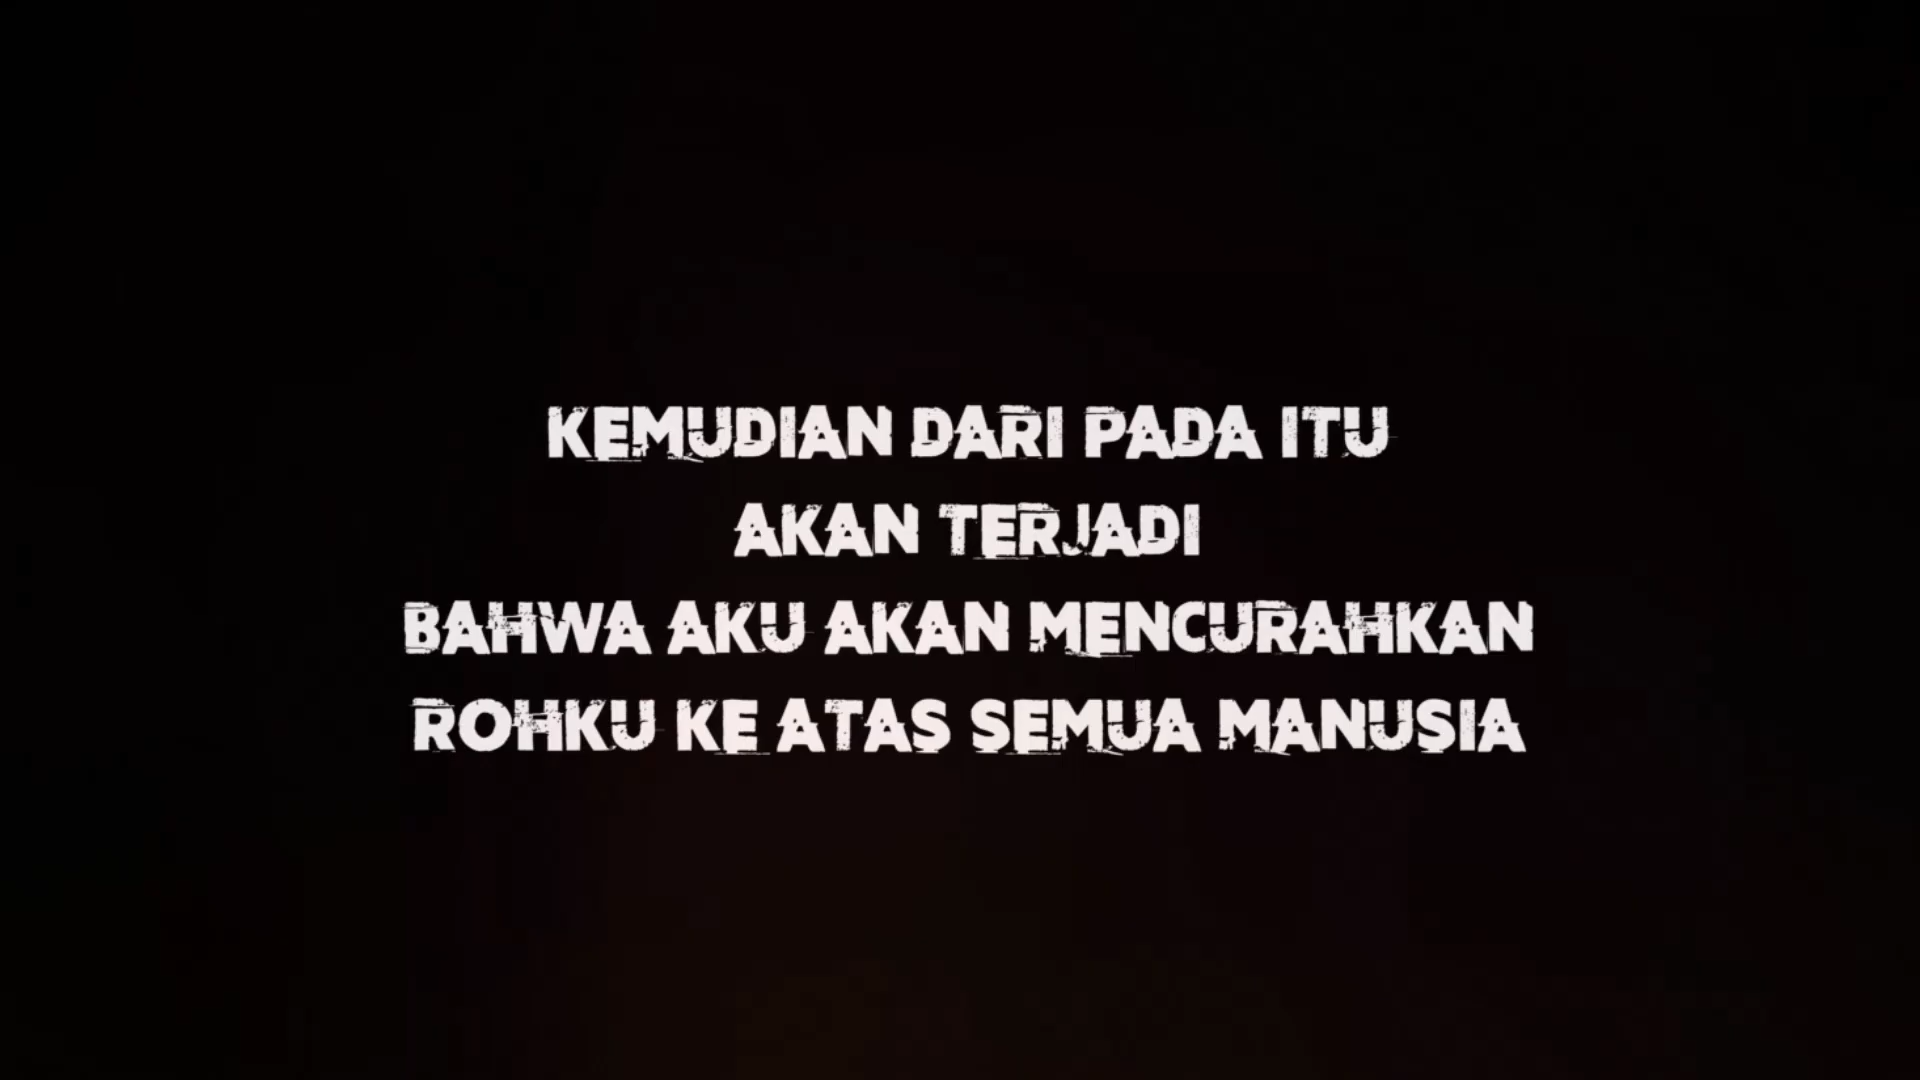 KEMUDIAN DARI PADA ITU
AKAN TERJADI
BAHWA AKU AKAN MENCURAHKAN
ROHKU KE ATAS SEMUA MANUSIA